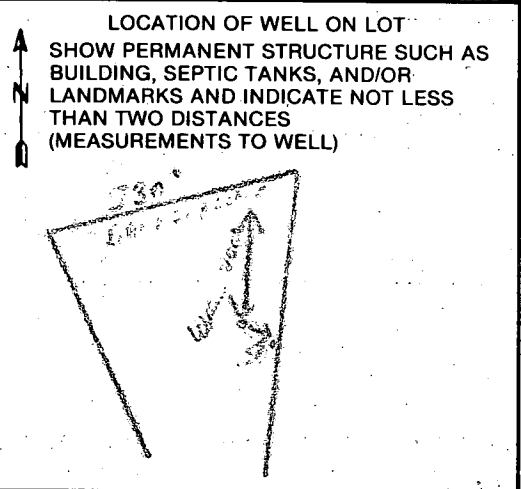 LOCATION OF WELL ON LOT
SHOW PERMANENT STRUCTURE SUCH AS
BUILDING, SEPTIC TANKS, AND/OR
N LANDMARKS AND INDICATE NOT LESS
THAN TWO DISTANCES
(MEASUREMENTS TO WELL)